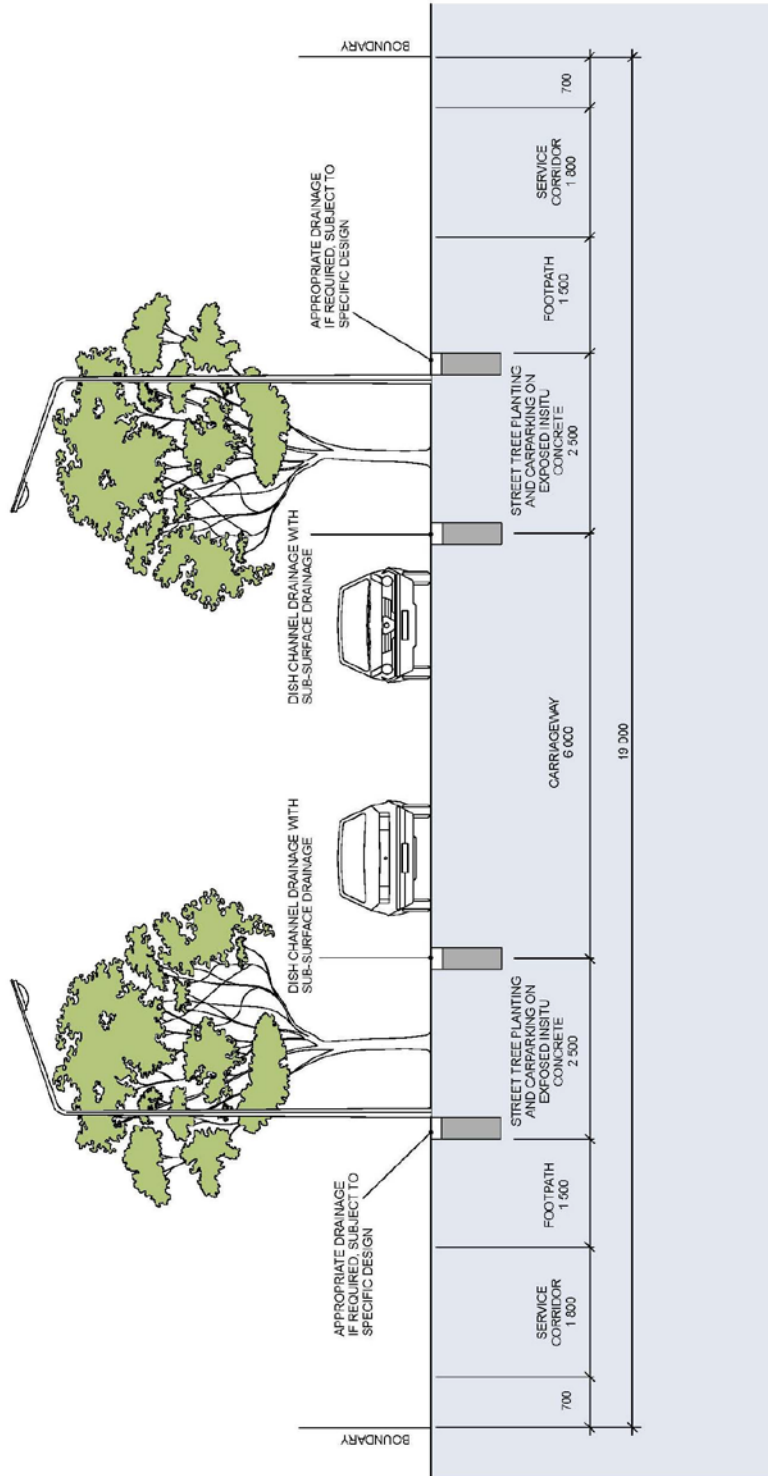 BOUNDARY
APPROPRIATE DRAINAGE
IF REQUIRED, SUBJECT TO
SPECIFIC DESIGN
DISH CHANNEL DRAINAGE WITH
SUB-SURFACE DRAINAGE
DISH CHANNEL DRAINAGE WITH
SUB-SURFACE DRAINAGE
APPROPRIATE DRAINAGE
IF REQUIRED, SUBJECT TO
SPECIFIC DESIGN
BOUNDARY
700
SERVICE
CORRIDOR
1 800
FOOTPATH
1 500
STREET TREE PLANTING
AND CARPARKING ON
EXPOSED INSITU
CONCRETE
2 500
CARRIAGEWAY
6 000
STREET TREE PLANTING
AND CARPARKING ON
EXPOSED INSITU
CONCRETE
2 500
FOOTPATH
1 500
SERVICE
CORRIDOR
1 800
700
19 000